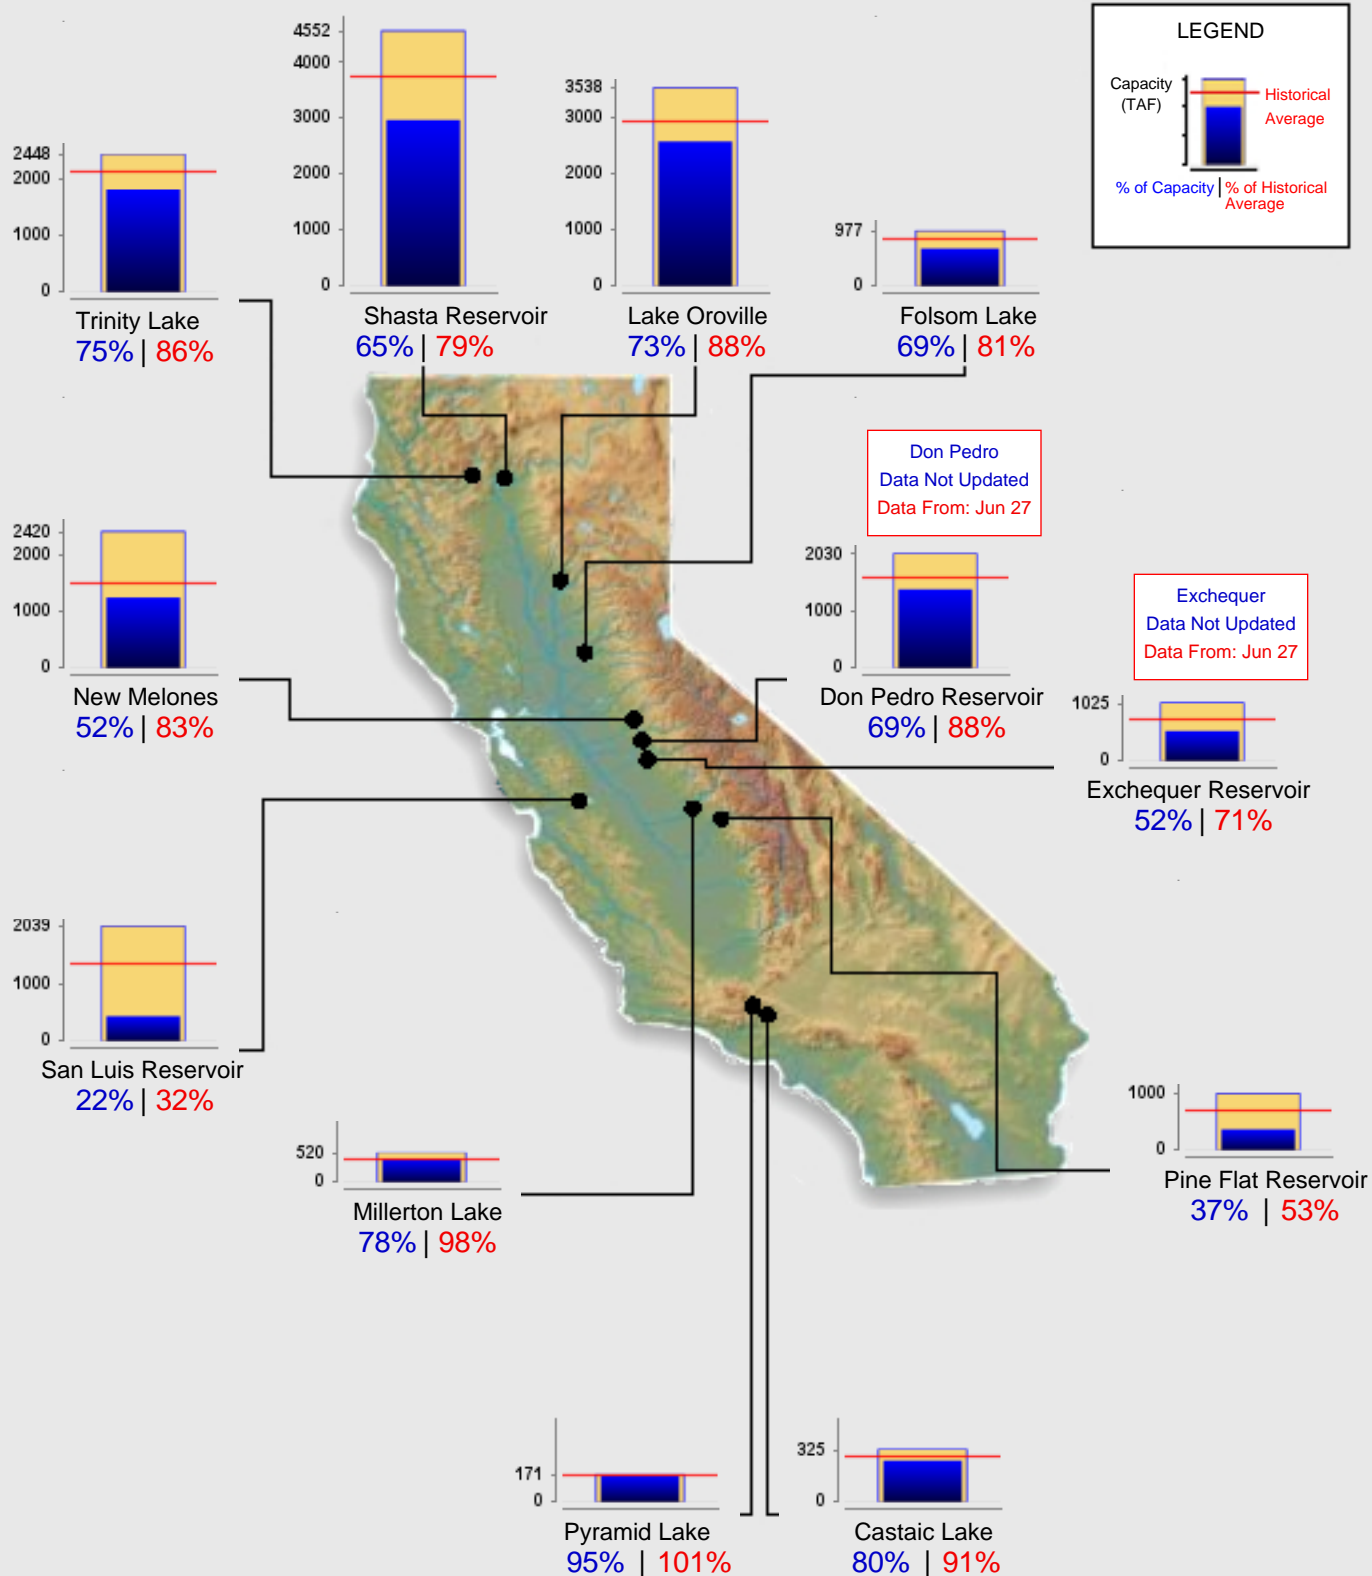 LEGEND
Capacity
(TAF)
Historical
Average
% of Capacity | % of Historical
Average
4552
4000
3000
2000
1000
0
Shasta Reservoir
65% | 79%
3538
3000
2000
1000
0
Lake Oroville
73% | 88%
2448
2000
1000
0
Trinity Lake
75% | 86%
977
0
Folsom Lake
69% | 81%
Don Pedro
Data Not Updated
Data From: Jun 27
2420
2000
1000
0
New Melones
52% | 83%
2030
1000
0
Don Pedro Reservoir
69% | 88%
Exchequer
Data Not Updated
Data From: Jun 27
1025
0
Exchequer Reservoir
52% | 71%
2039
1000
0
San Luis Reservoir
22% | 32%
520
0
Millerton Lake
78% | 98%
1000
0
Pine Flat Reservoir
37% | 53%
171
0
Pyramid Lake
95% | 101%
325
0
Castaic Lake
80% | 91%